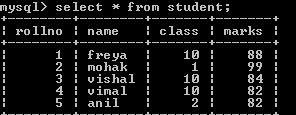 mysql> select * from student;
+--------+--------+-------+-------+
| rollno | name | class | marks |
+--------+--------+-------+-------+
| 1 | freya | 10 | 88 |
| 2 | mohak | 1 | 99 |
| 3 | vishal | 10 | 84 |
| 4 | vimal | 10 | 82 |
| 5 | anil | 2 | 82 |
+--------+--------+-------+-------+